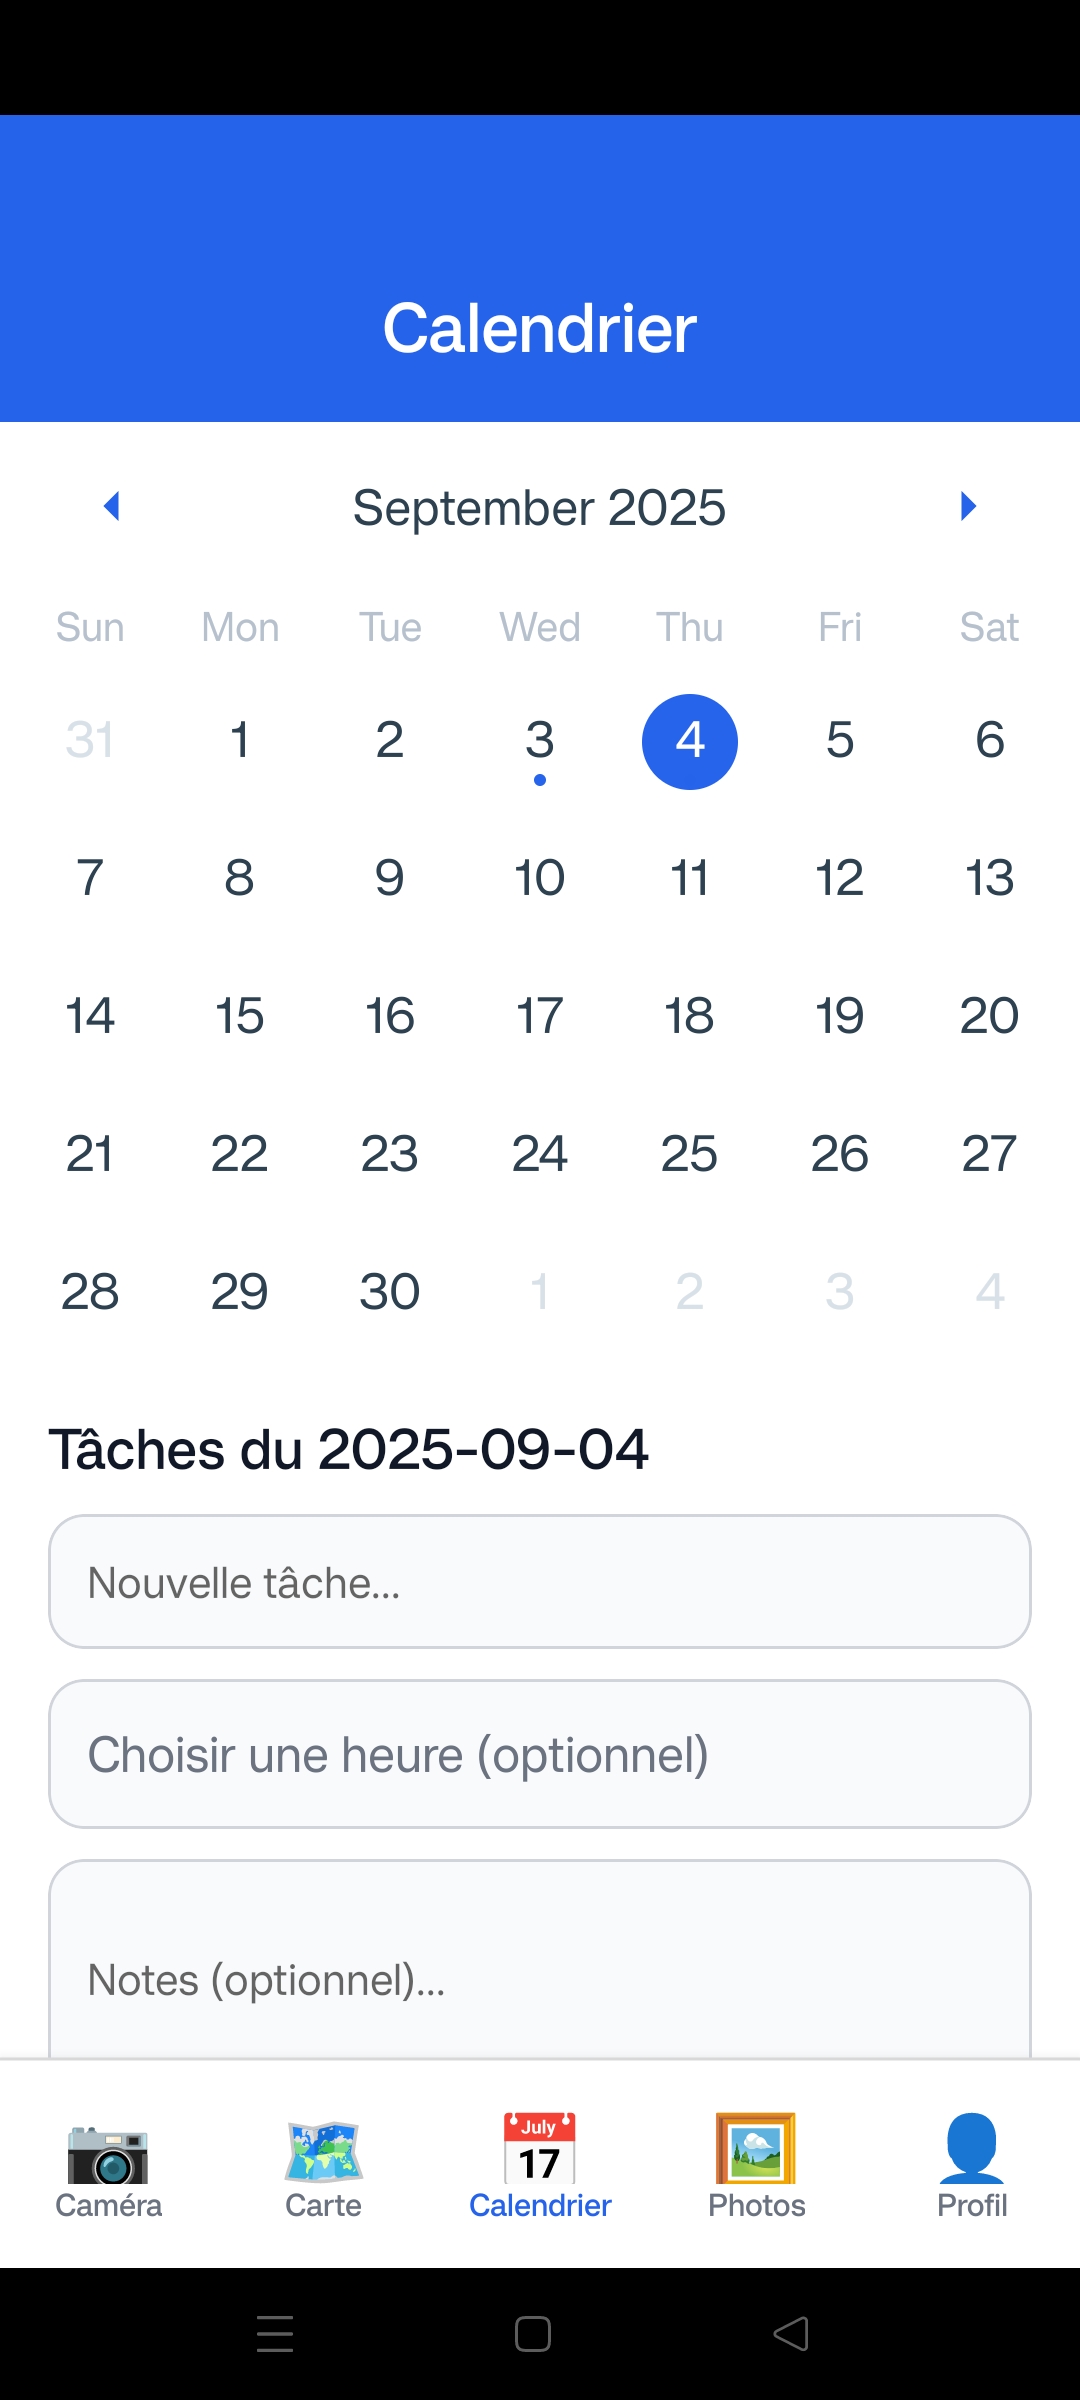 Calendrier
September 2025
Sun Mon Tue Wed Thu Fri Sat
31 1 2 3 4 5 6
7 8 9 10 11 12 13
14 15 16 17 18 19 20
21 22 23 24 25 26 27
28 29 30 1 2 3 4
Tâches du 2025-09-04
Nouvelle tâche...
Choisir une heure (optionnel)
Notes (optionnel)...
July
17
Caméra Carte Calendrier Photos Profil